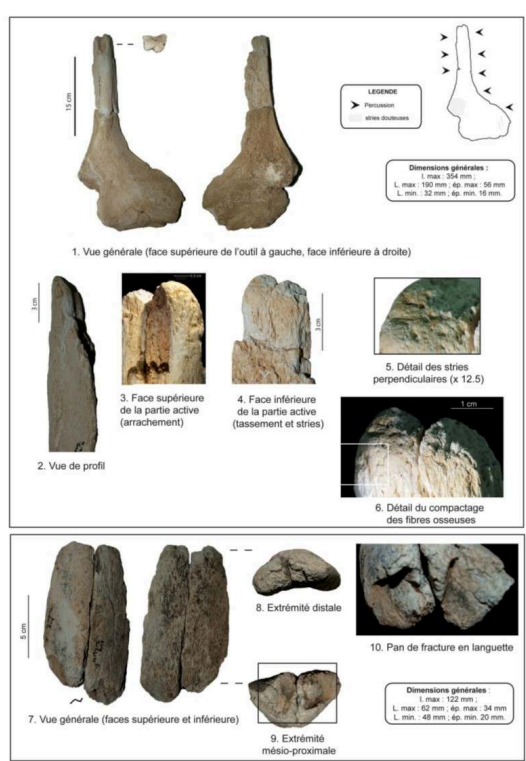 15 cm
LEGENDE
Percussion
stries douteuses
Dimensions générales :
l. max : 354 mm ;
L. max : 190 mm ; ép. max : 56 mm
L. min. : 32 mm ; ép. min. 16 mm.
1. Vue générale (face supérieure de l'outil à gauche, face inférieure à droite)
3 cm
2. Vue de profil
3. Face supérieure
de la partie active
(arrachement)
3 cm
4. Face inférieure
de la partie active
(tassement et stries)
5. Détail des stries
perpendiculaires (x 12.5)
1 cm
6. Détail du compactage
des fibres osseuses
5 cm
7. Vue générale (faces supérieure et inférieure)
8. Extrémité distale
9. Extrémité
mésio-proximale
10. Pan de fracture en languette
Dimensions générales :
l. max : 122 mm ;
L. max : 62 mm ; ép. max : 34 mm
L. min. : 48 mm ; ép. min. 20 mm.